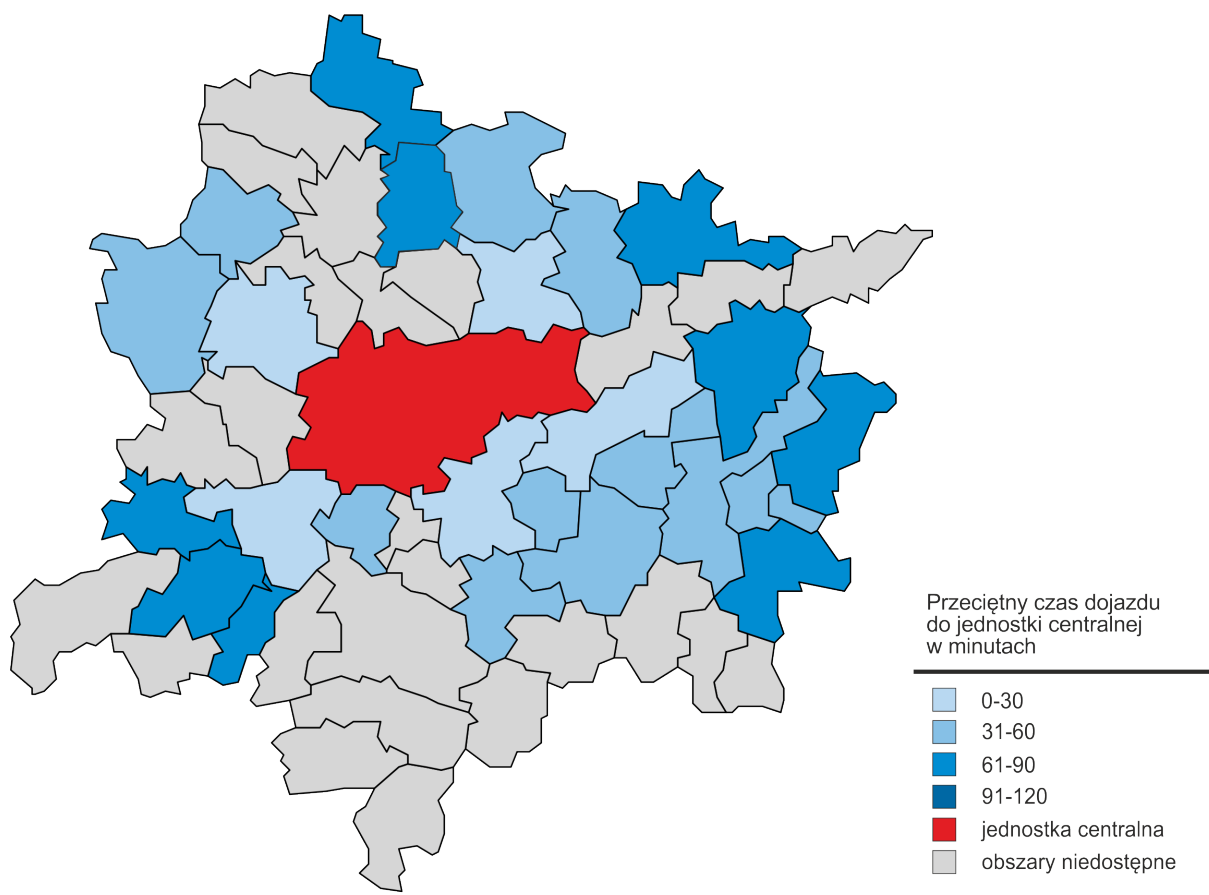 Przeciętny czas dojazdu
do jednostki centralnej
w minutach
0-30
31-60
61-90
91-120
jednostka centralna
obszary niedostępne